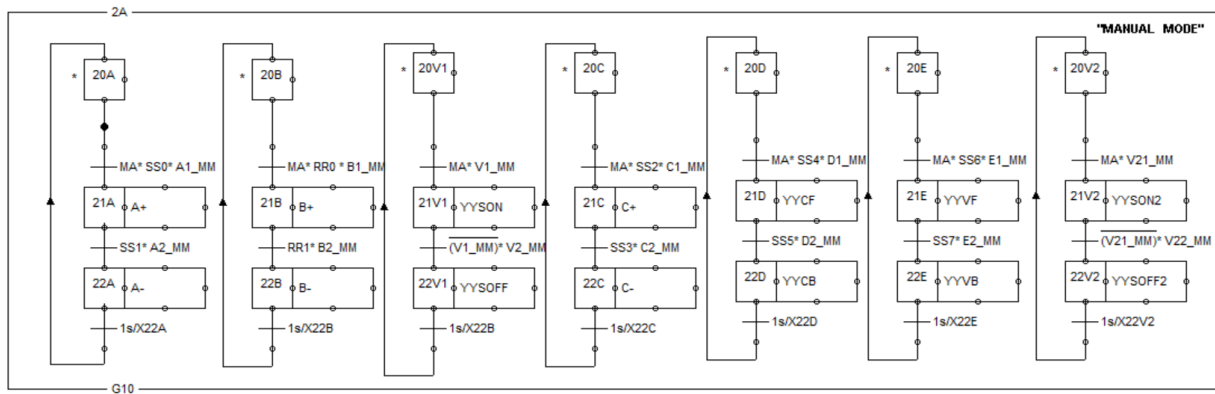 2A
"MANUAL MODE"
* 20A
* 20B
* 20V1
* 20C
* 20D
* 20E
* 20V2
MA* SS0* A1_MM
MA* RR0 * B1_MM
MA* V1_MM
MA* SS2* C1_MM
MA* SS4* D1_MM
MA* SS6* E1_MM
MA* V21_MM
21A A+
21B B+
21V1 YYSON
21C C+
21D YYCF
21E YYVF
21V2 YYSON2
SS1* A2_MM
RR1* B2_MM
(V1_MM)* V2_MM
SS3* C2_MM
SS5* D2_MM
SS7* E2_MM
(V21_MM)* V22_MM
22A A-
22B B-
22V1 YYSOFF
22C C-
22D YYCB
22E YYVB
22V2 YYSOFF2
1s/X22A
1s/X22B
1s/X22B
1s/X22C
1s/X22D
1s/X22E
1s/X22V2
G10